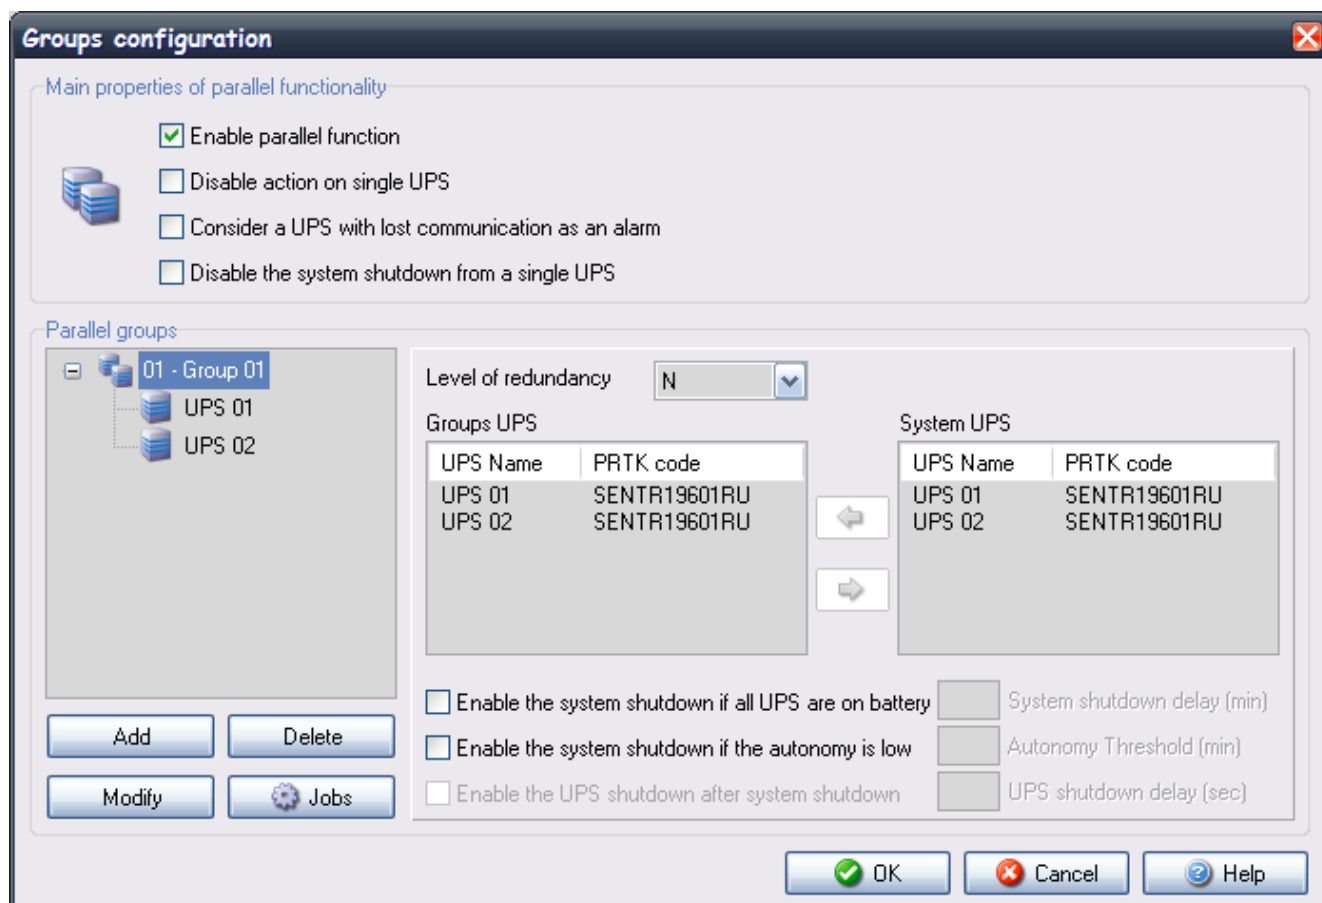 Groups configuration
Main properties of parallel functionality
Enable parallel function
Disable action on single UPS
Consider a UPS with lost communication as an alarm
Disable the system shutdown from a single UPS
Parallel groups
01 - Group 01
UPS 01
UPS 02
Add
Delete
Modify
Jobs
Level of redundancy N
Groups UPS
UPS Name PRTK code
UPS 01 SENTR19601RU
UPS 02 SENTR19601RU
System UPS
UPS Name PRTK code
UPS 01 SENTR19601RU
UPS 02 SENTR19601RU
Enable the system shutdown if all UPS are on battery System shutdown delay (min)
Enable the system shutdown if the autonomy is low Autonomy Threshold (min)
Enable the UPS shutdown after system shutdown UPS shutdown delay (sec)
OK
Cancel
Help